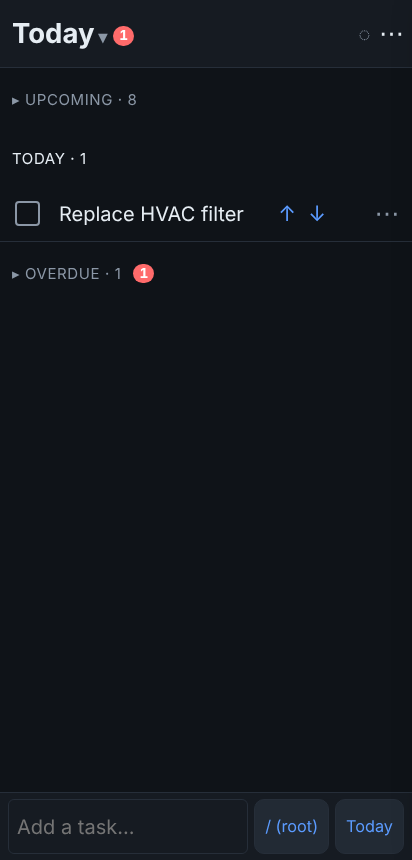 Today ▾ 1 ⋯
▸ UPCOMING · 8
TODAY · 1
Replace HVAC filter ↑ ↓ ⋯
▸ OVERDUE · 1 1
Add a task... / (root) Today